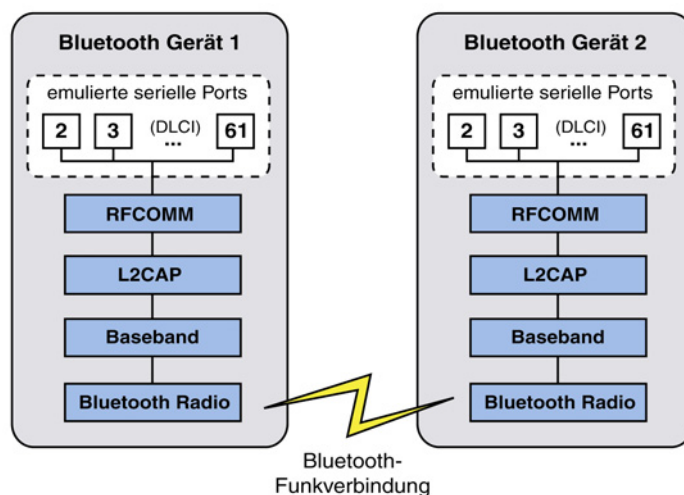 Bluetooth Gerät 1
emulierte serielle Ports
2 3 (DLCI) ... 61
RFCOMM
L2CAP
Baseband
Bluetooth Radio
Bluetooth Gerät 2
emulierte serielle Ports
2 3 (DLCI) ... 61
RFCOMM
L2CAP
Baseband
Bluetooth Radio
Bluetooth-
Funkverbindung